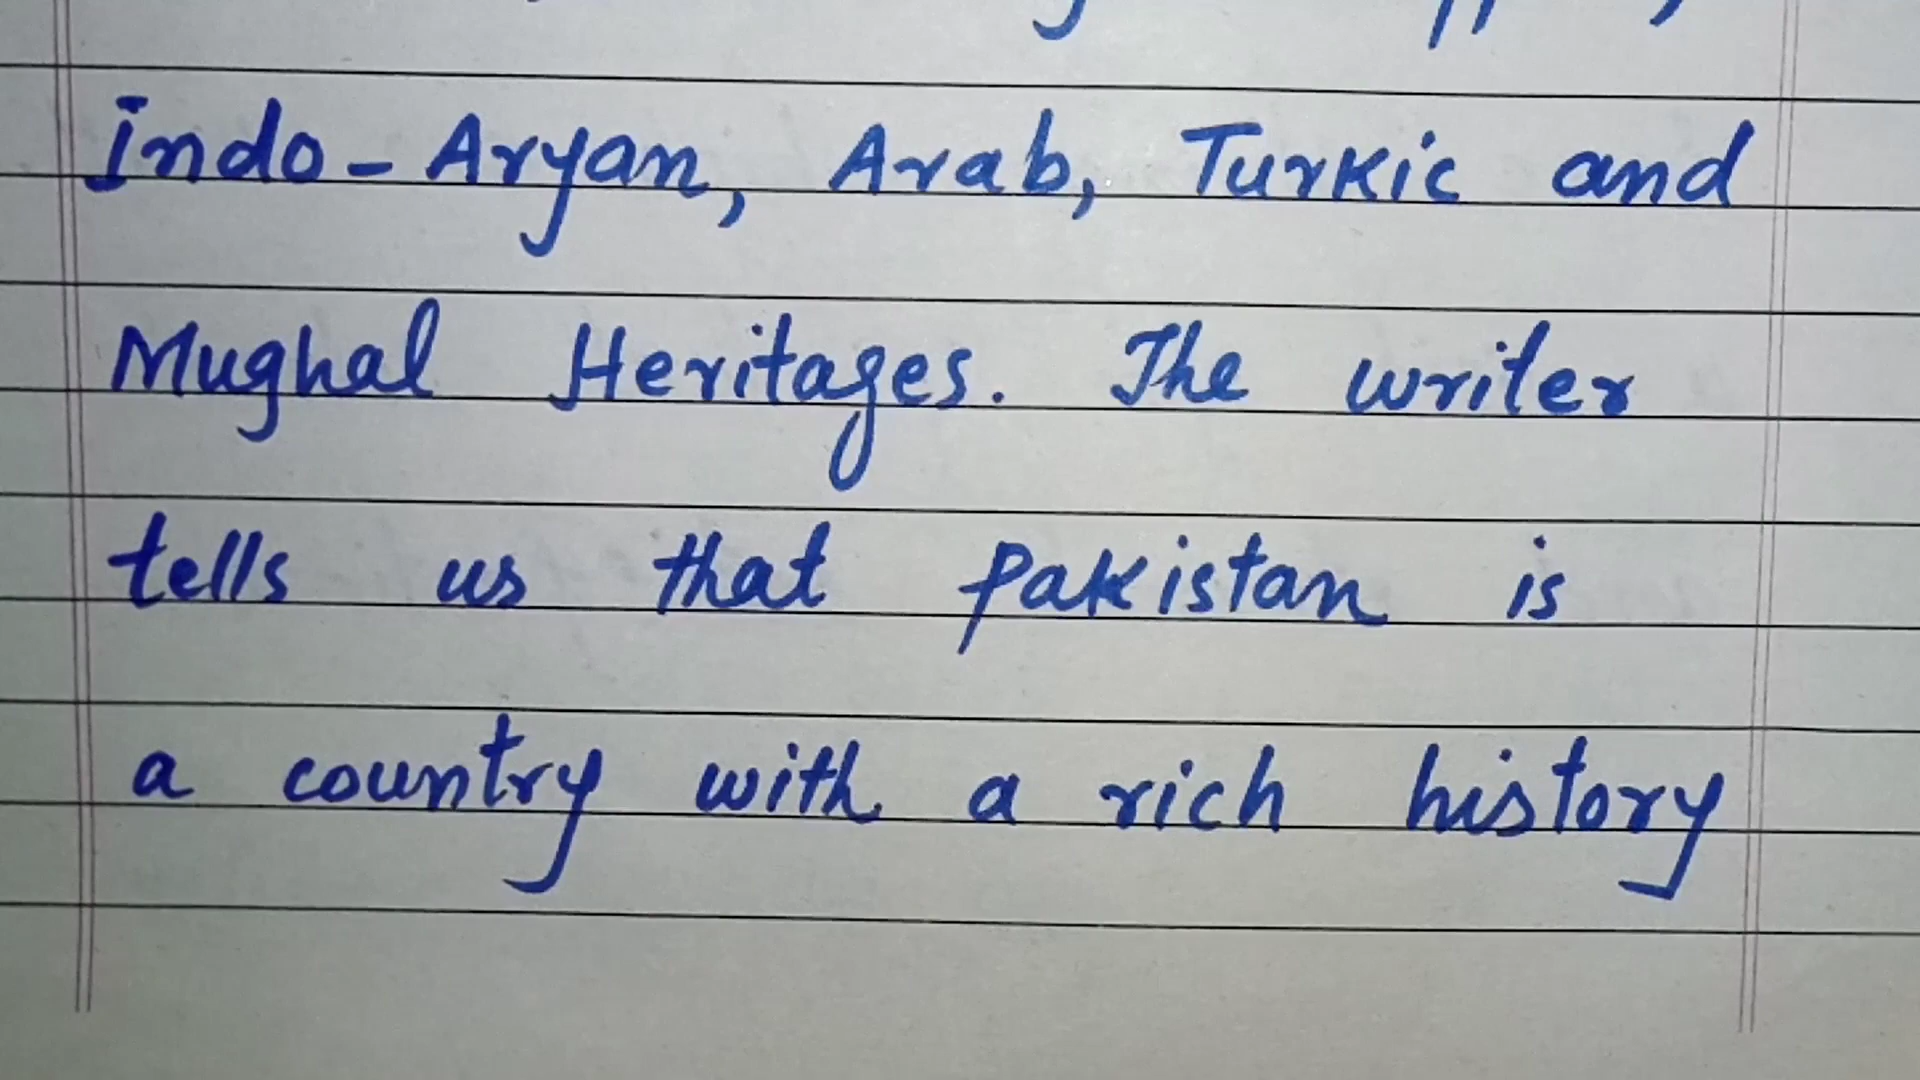 Indo-Aryan, Arab, Turkic and
Mughal Heritages. The writer
tells us that pakistan is
a country with a rich history